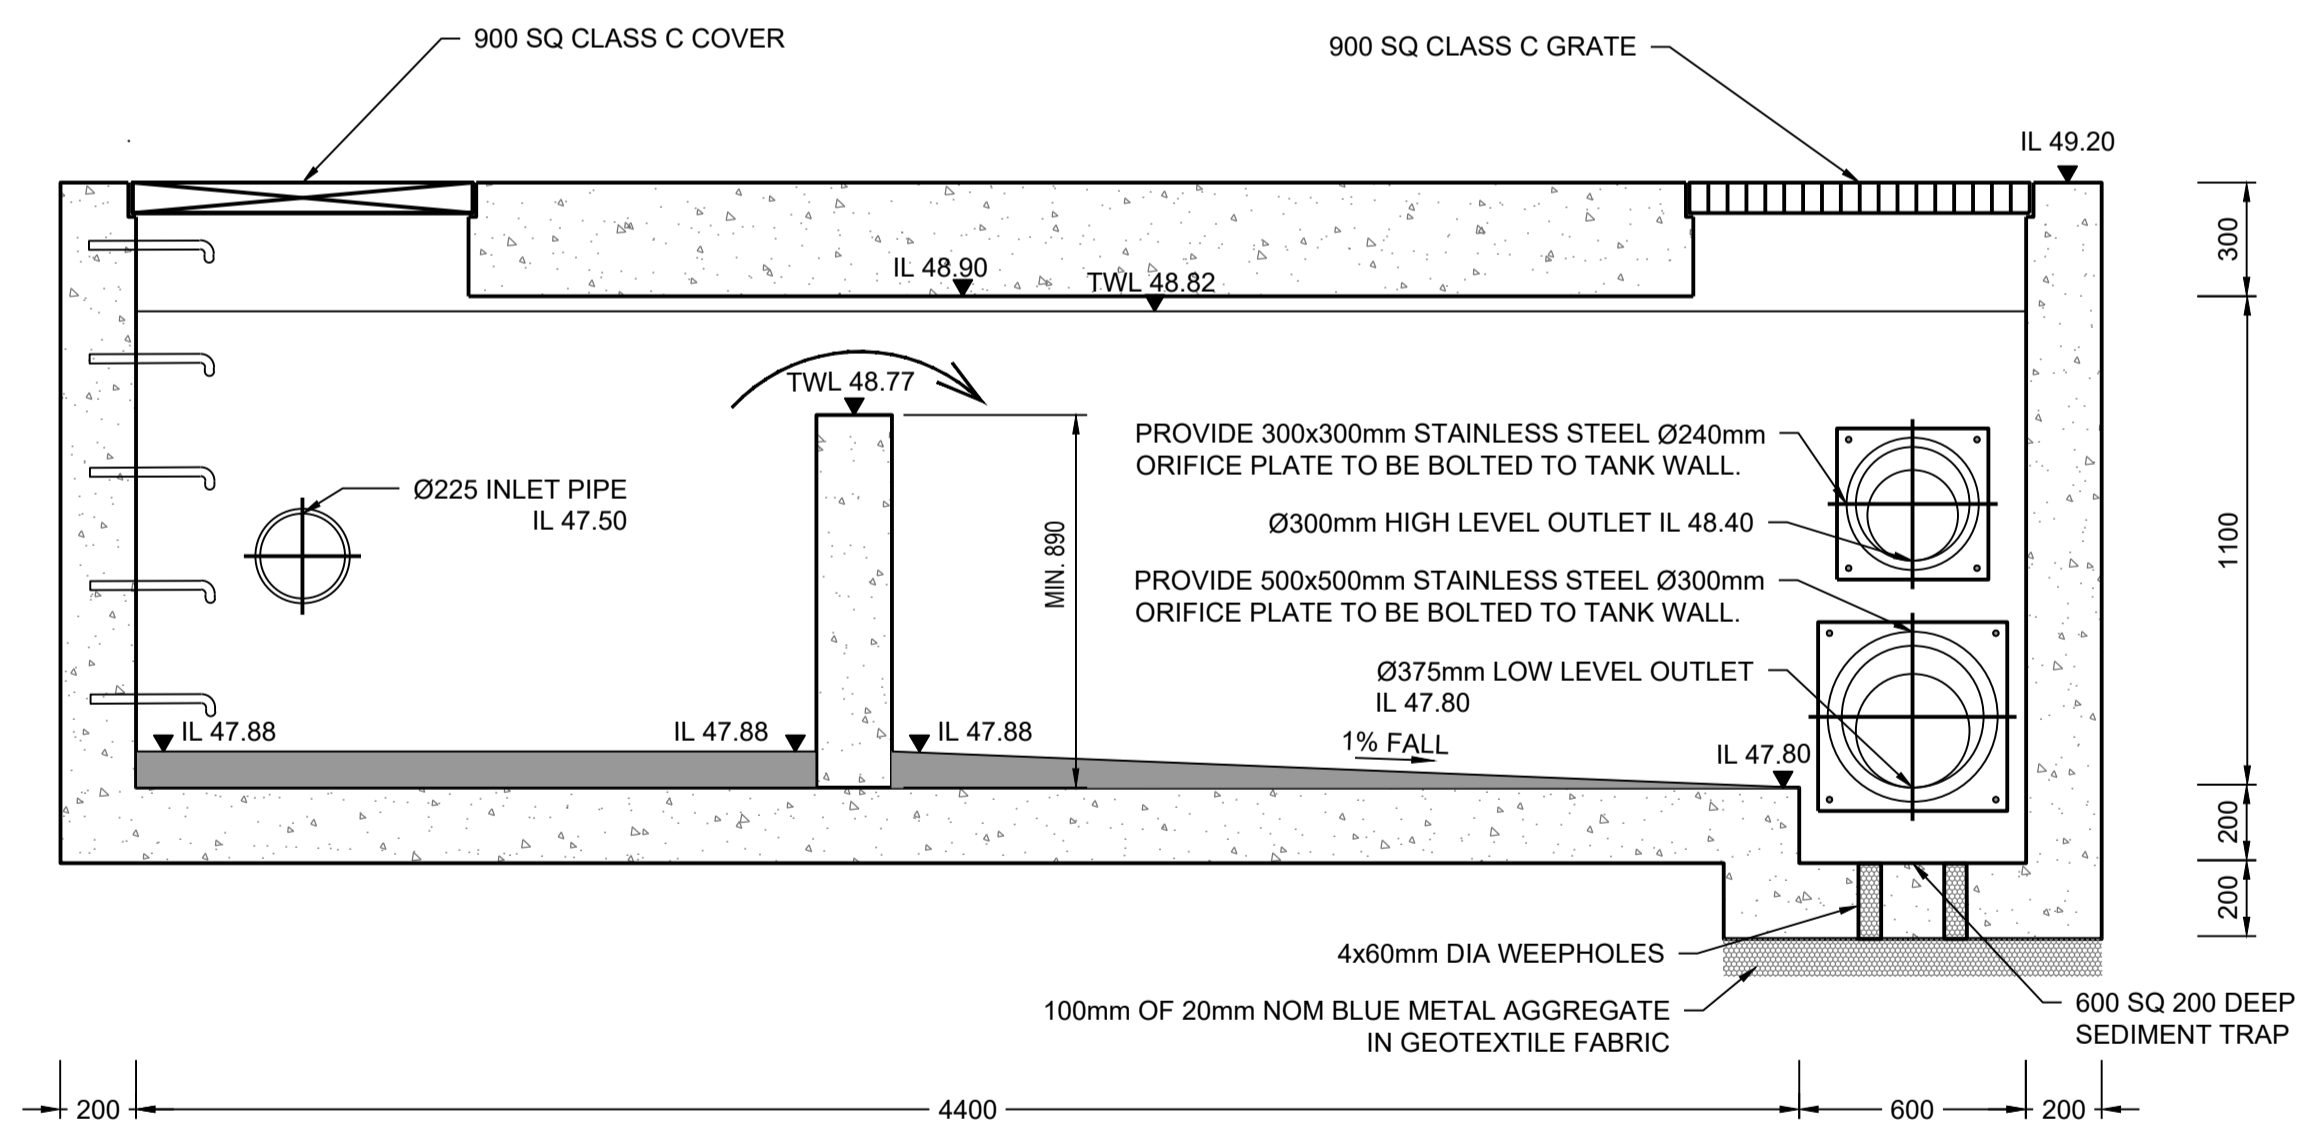 900 SQ CLASS C COVER
900 SQ CLASS C GRATE
IL 49.20
300
IL 48.90
TWL 48.82
TWL 48.77
PROVIDE 300x300mm STAINLESS STEEL Ø240mm
ORIFICE PLATE TO BE BOLTED TO TANK WALL.
Ø225 INLET PIPE
IL 47.50
Ø300mm HIGH LEVEL OUTLET IL 48.40
MIN. 890
1100
PROVIDE 500x500mm STAINLESS STEEL Ø300mm
ORIFICE PLATE TO BE BOLTED TO TANK WALL.
Ø375mm LOW LEVEL OUTLET
IL 47.80
IL 47.88
IL 47.88
IL 47.88
1% FALL
IL 47.80
200
200
4x60mm DIA WEEPHOLES
100mm OF 20mm NOM BLUE METAL AGGREGATE
IN GEOTEXTILE FABRIC
600 SQ 200 DEEP
SEDIMENT TRAP
200
4400
600
200